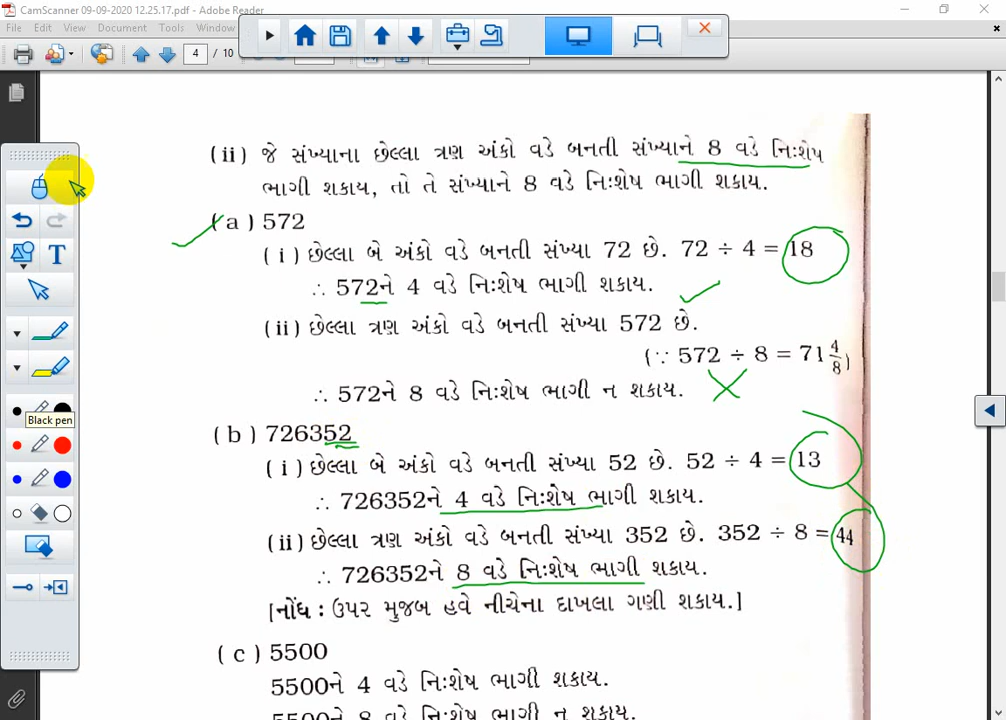 CamScanner 09-09-2020 12.25.17.pdf - Adobe Reader
File Edit View Document Tools Window
4 / 10
(ii) જે સંખ્યાના છેલ્લા ત્રણ અંકો વડે બનતી સંખ્યાને 8 વડે નિઃશેષ
ભાગી શકાય, તો તે સંખ્યાને 8 વડે નિઃશેષ ભાગી શકાય.
(a) 572
(i) છેલ્લા બે અંકો વડે બનતી સંખ્યા 72 છે. 72 ÷ 4 = 18
∴ 572ને 4 વડે નિઃશેષ ભાગી શકાય.
(ii) છેલ્લા ત્રણ અંકો વડે બનતી સંખ્યા 572 છે.
(∵ 572 ÷ 8 = 71 4/8)
∴ 572ને 8 વડે નિઃશેષ ભાગી ન શકાય.
Black pen
(b) 726352
(i) છેલ્લા બે અંકો વડે બનતી સંખ્યા 52 છે. 52 ÷ 4 = 13
∴ 726352ને 4 વડે નિઃશેષ ભાગી શકાય.
(ii) છેલ્લા ત્રણ અંકો વડે બનતી સંખ્યા 352 છે. 352 ÷ 8 = 44
∴ 726352ને 8 વડે નિઃશેષ ભાગી શકાય.
[નોંધ : ઉપર મુજબ હવે નીચેના દાખલા ગણી શકાય.]
(c) 5500
5500ને 4 વડે નિઃશેષ ભાગી શકાય.
5500ને 8 વડે નિઃશેષ ભાગી ન શકાય.